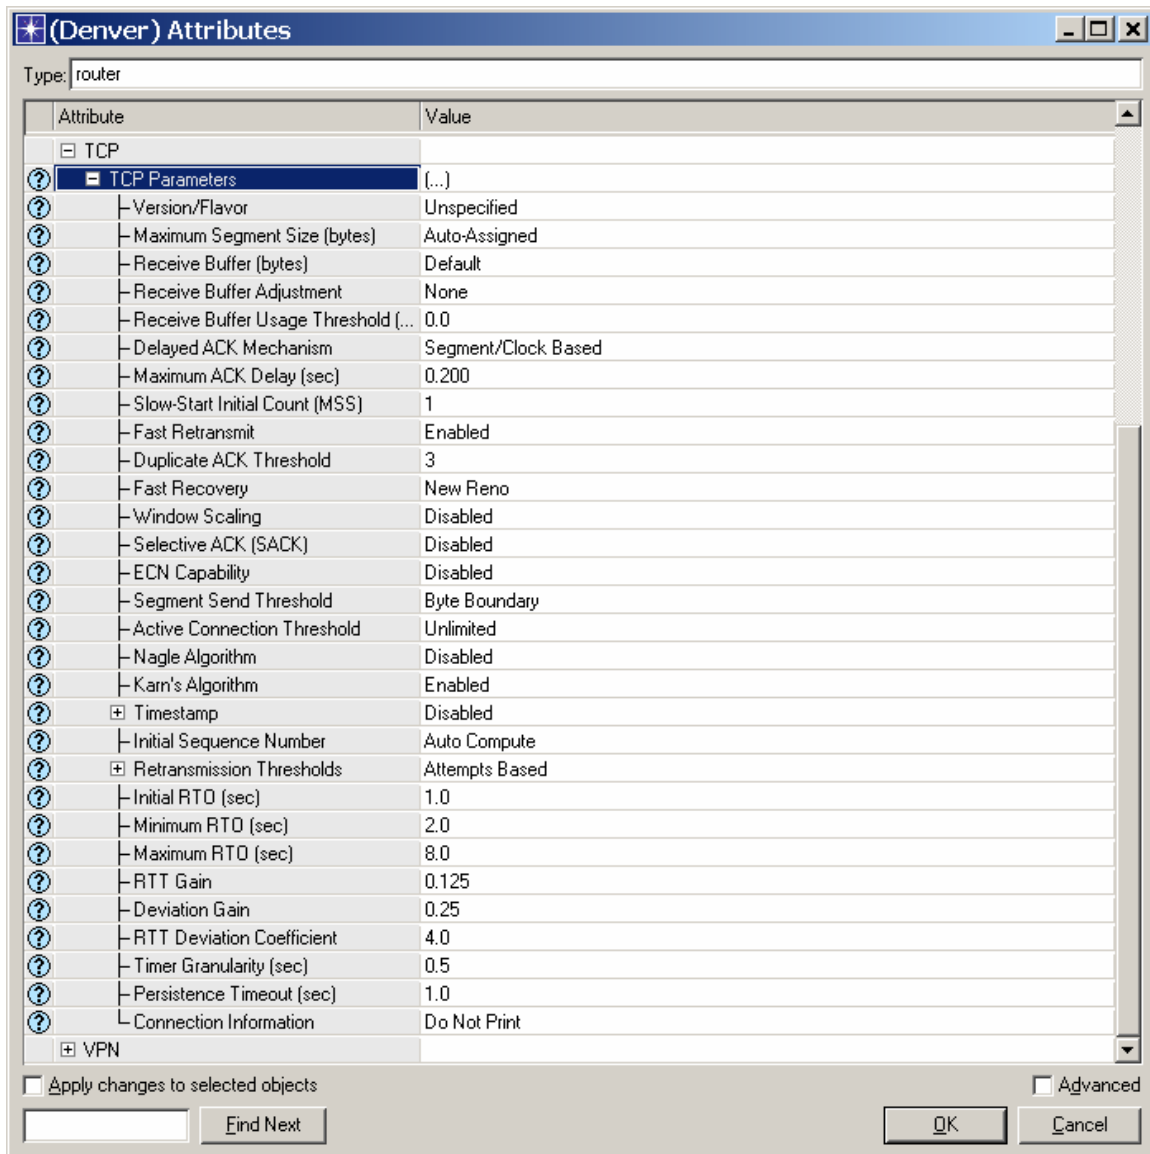 (Denver) Attributes
Type: router
Attribute Value
TCP
TCP Parameters (...)
Version/Flavor Unspecified
Maximum Segment Size (bytes) Auto-Assigned
Receive Buffer (bytes) Default
Receive Buffer Adjustment None
Receive Buffer Usage Threshold (... 0.0
Delayed ACK Mechanism Segment/Clock Based
Maximum ACK Delay (sec) 0.200
Slow-Start Initial Count (MSS) 1
Fast Retransmit Enabled
Duplicate ACK Threshold 3
Fast Recovery New Reno
Window Scaling Disabled
Selective ACK (SACK) Disabled
ECN Capability Disabled
Segment Send Threshold Byte Boundary
Active Connection Threshold Unlimited
Nagle Algorithm Disabled
Karn's Algorithm Enabled
Timestamp Disabled
Initial Sequence Number Auto Compute
Retransmission Thresholds Attempts Based
Initial RTO (sec) 1.0
Minimum RTO (sec) 2.0
Maximum RTO (sec) 8.0
RTT Gain 0.125
Deviation Gain 0.25
RTT Deviation Coefficient 4.0
Timer Granularity (sec) 0.5
Persistence Timeout (sec) 1.0
Connection Information Do Not Print
VPN
Apply changes to selected objects Advanced
Find Next OK Cancel